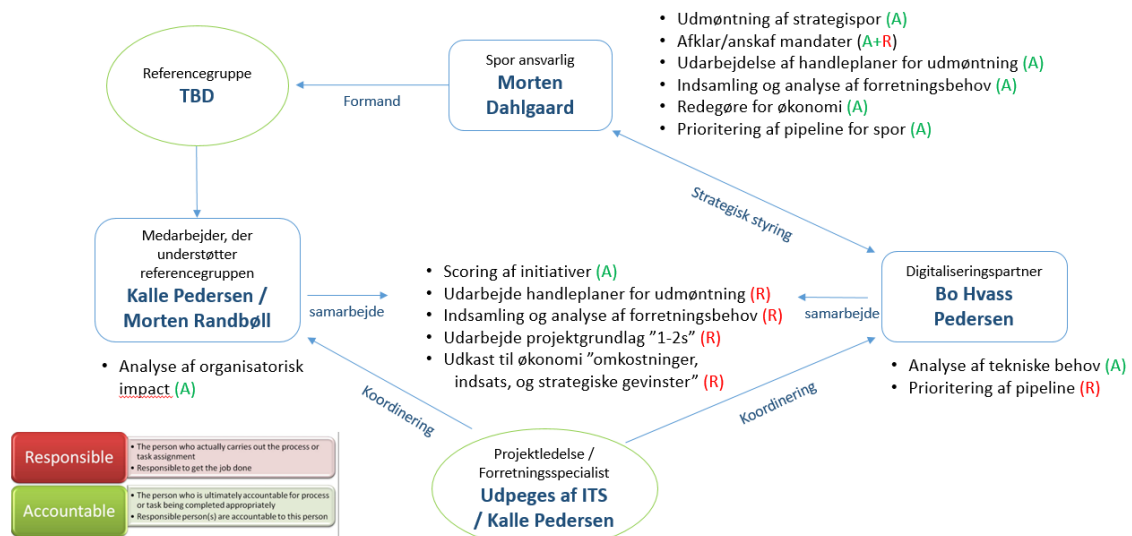 Referencegruppe
TBD
Formand
Spor ansvarlig
Morten
Dahlgaard
• Udmøntning af strategispor (A)
• Afklar/anskaf mandater (A+R)
• Udarbejdelse af handleplaner for udmøntning (A)
• Indsamling og analyse af forretningsbehov (A)
• Redegøre for økonomi (A)
• Prioritering af pipeline for spor (A)
Strategisk styring
Medarbejder, der
understøtter
referencegruppen
Kalle Pedersen /
Morten Randbøll
samarbejde
• Scoring af initiativer (A)
• Udarbejde handleplaner for udmøntning (R)
• Indsamling og analyse af forretningsbehov (R)
• Udarbejde projektgrundlag ”1-2s” (R)
• Udkast til økonomi ”omkostninger,
indsats, og strategiske gevinster” (R)
samarbejde
Digitaliseringspartner
Bo Hvass
Pedersen
• Analyse af organisatorisk
impact (A)
• Analyse af tekniske behov (A)
• Prioritering af pipeline (R)
Koordinering
Koordinering
Projektledelse /
Forretningsspecialist
Udpeges af ITS
/ Kalle Pedersen
Responsible
• The person who actually carries out the process or
task assignment
• Responsible to get the job done
Accountable
• The person who is ultimately accountable for process
or task being completed appropriately
• Responsible person(s) are accountable to this person